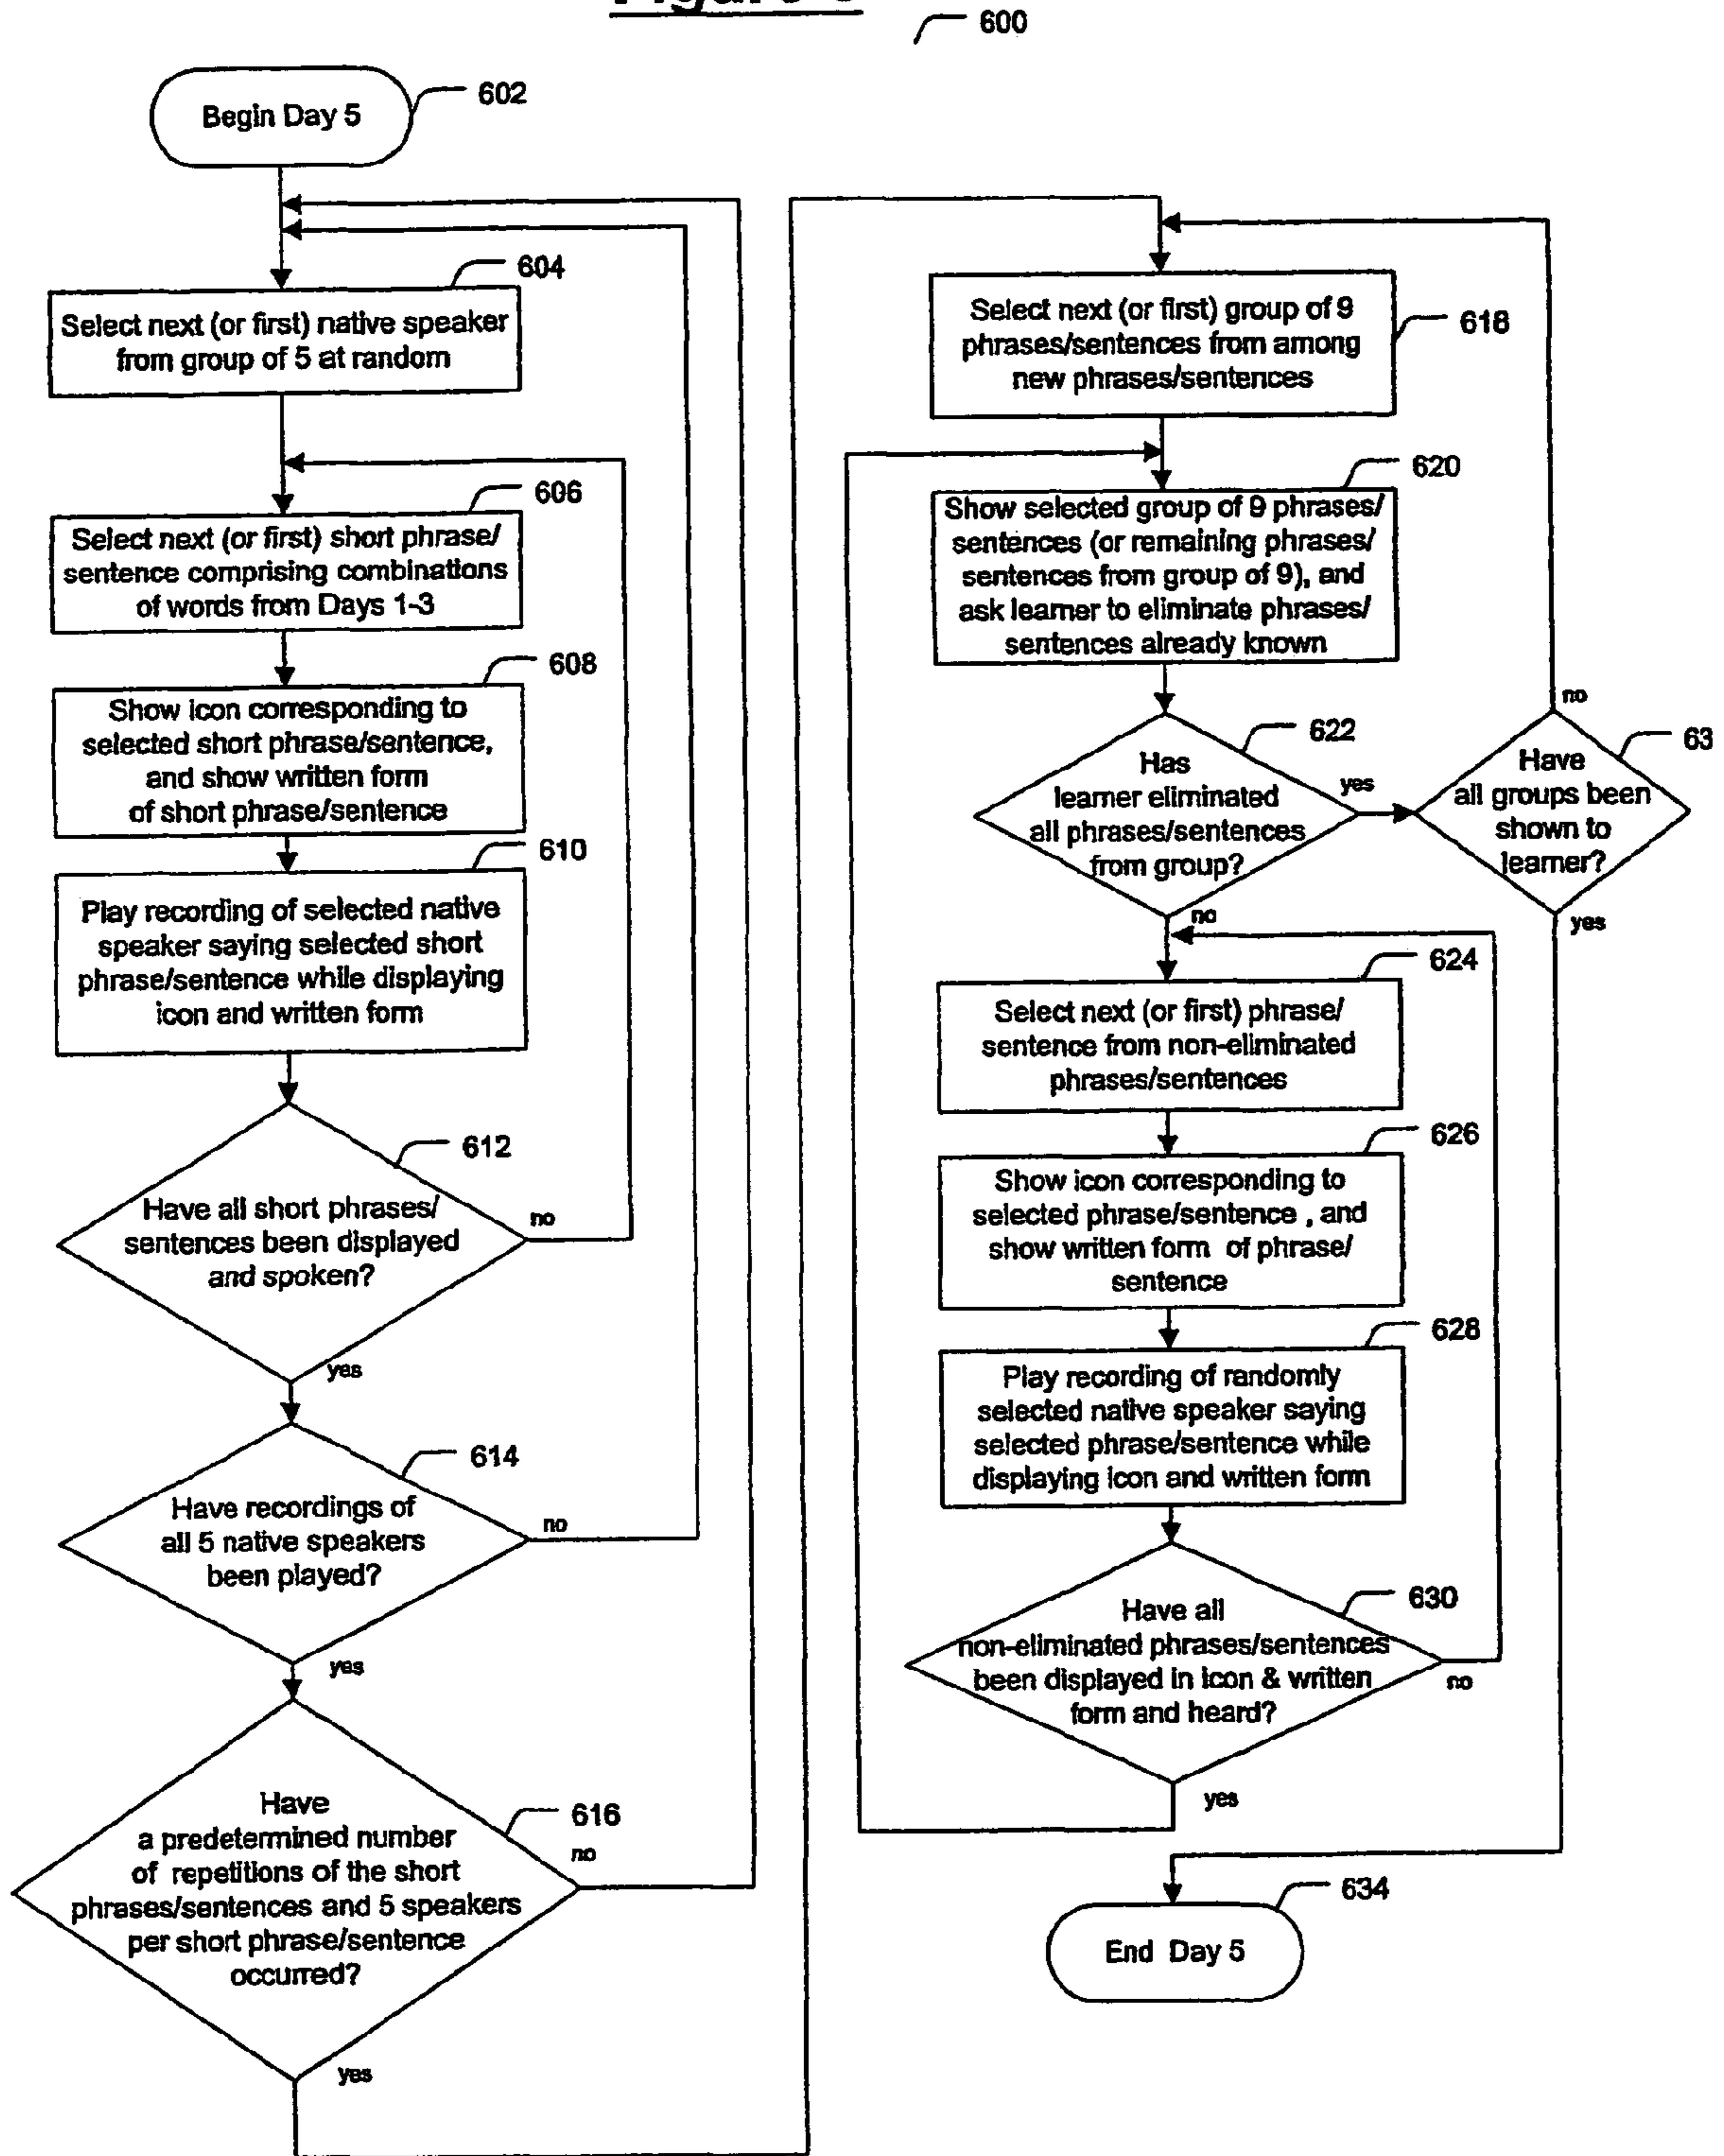 600
Begin Day 5
602
604
Select next (or first) native speaker
from group of 5 at random
606
Select next (or first) short phrase/
sentence comprising combinations
of words from Days 1-3
608
Show icon corresponding to
selected short phrase/sentence,
and show written form
of short phrase/sentence
610
Play recording of selected native
speaker saying selected short
phrase/sentence while displaying
icon and written form
612
Have all short phrases/
sentences been displayed
and spoken?
no
yes
614
Have recordings of
all 5 native speakers
been played?
no
yes
616
Have
a predetermined number
of repetitions of the short
phrases/sentences and 5 speakers
per short phrase/sentence
occurred?
no
yes
618
Select next (or first) group of 9
phrases/sentences from among
new phrases/sentences
620
Show selected group of 9 phrases/
sentences (or remaining phrases/
sentences from group of 9), and
ask learner to eliminate phrases/
sentences already known
622
Has
learner eliminated
all phrases/sentences
from group?
yes
no
63
Have
all groups been
shown to
learner?
no
yes
624
Select next (or first) phrase/
sentence from non-eliminated
phrases/sentences
626
Show icon corresponding to
selected phrase/sentence , and
show written form of phrase/
sentence
628
Play recording of randomly
selected native speaker saying
selected phrase/sentence while
displaying icon and written form
630
Have all
non-eliminated phrases/sentences
been displayed in icon & written
form and heard?
no
yes
634
End Day 5